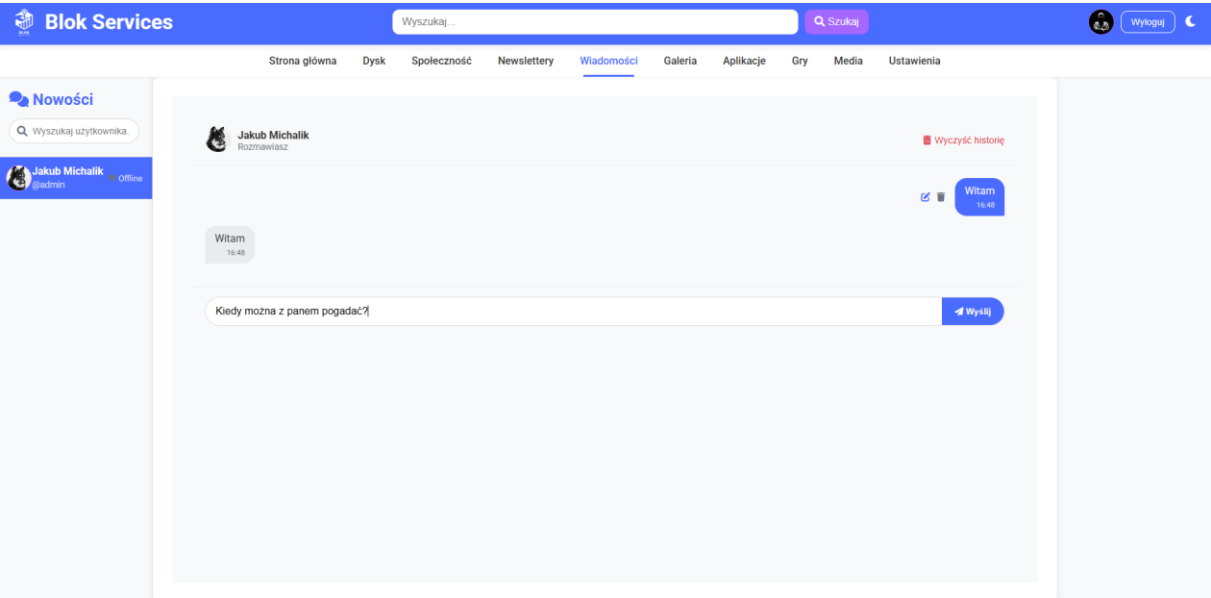 Blok Services
Wyszukaj...
Szukaj
Wyloguj
Strona główna
Dysk
Społeczność
Newslettery
Wiadomości
Galeria
Aplikacje
Gry
Media
Ustawienia
Nowości
Wyszukaj użytkownika.
Jakub Michalik
@admin
Offline
Jakub Michalik
Rozmawiasz
Wyczyść historię
Witam
16:48
Witam
16:48
Kiedy można z panem pogadać?
Wyślij